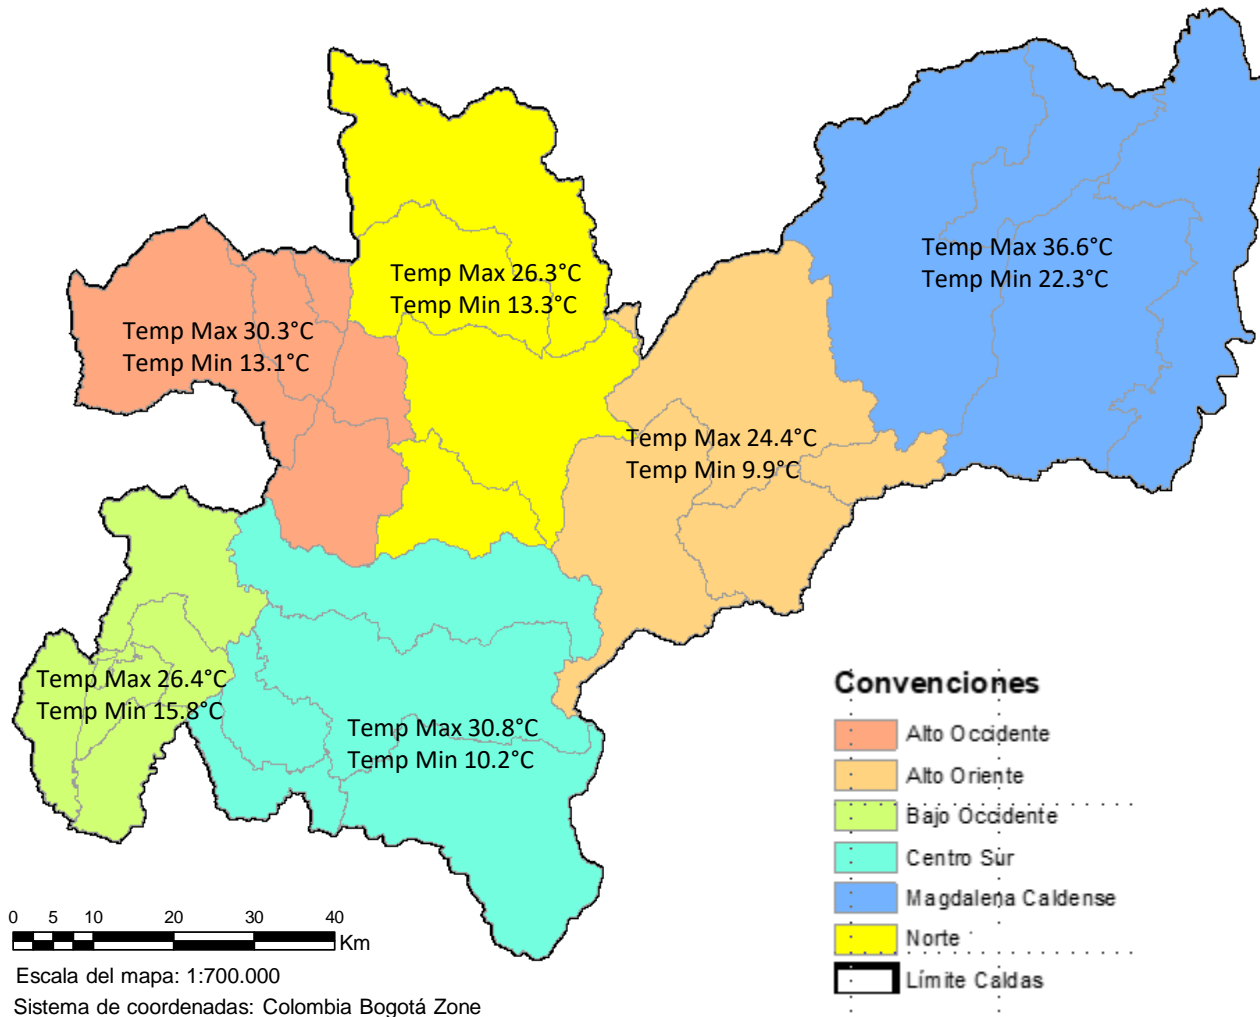 Temp Max 36.6°C
Temp Min 22.3°C
Temp Max 26.3°C
Temp Min 13.3°C
Temp Max 30.3°C
Temp Min 13.1°C
Temp Max 24.4°C
Temp Min 9.9°C
Temp Max 26.4°C
Temp Min 15.8°C
Temp Max 30.8°C
Temp Min 10.2°C
Convenciones
Alto Occidente
Alto Oriente
Bajo Occidente
Centro Sur
Magdalena Caldense
Norte
Límite Caldas
0 5 10 20 30 40
Km
Escala del mapa: 1:700.000
Sistema de coordenadas: Colombia Bogotá Zone